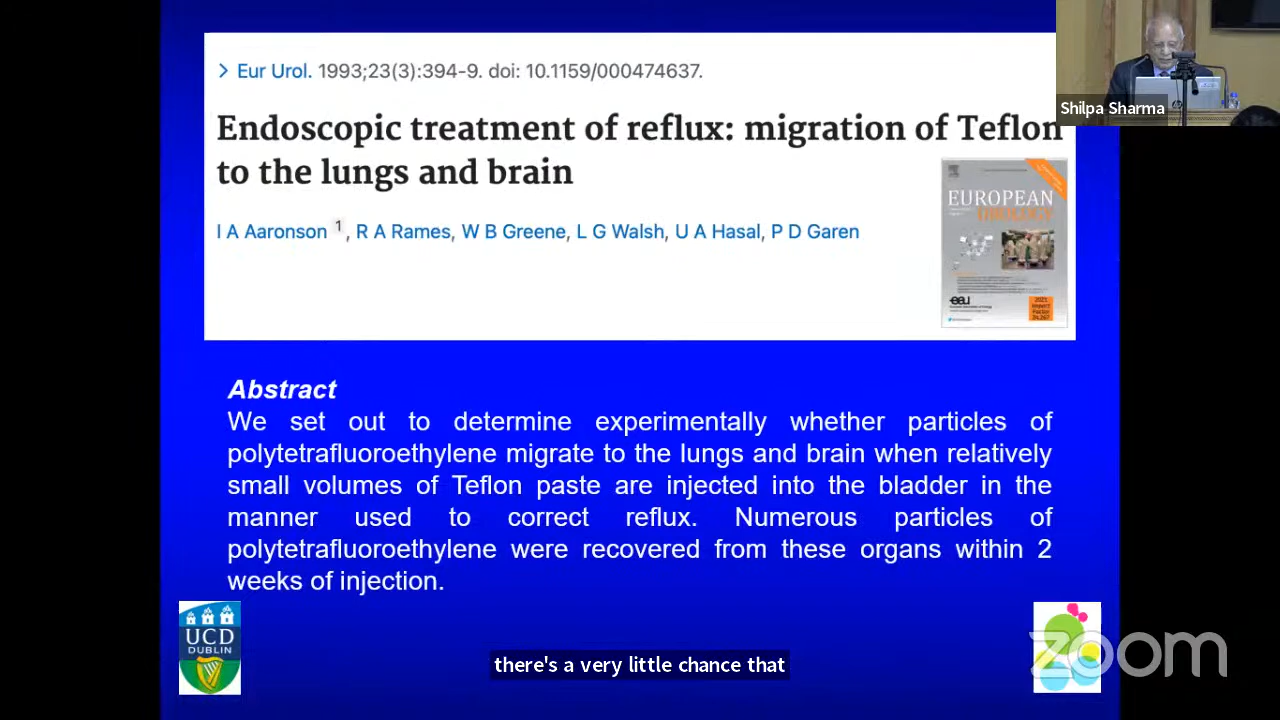 > Eur Urol. 1993;23(3):394-9. doi: 10.1159/000474637.
Endoscopic treatment of reflux: migration of Teflon
to the lungs and brain
I A Aaronson 1, R A Rames, W B Greene, L G Walsh, U A Hasal, P D Garen
Shilpa Sharma
EUROPEAN
UROLOGY
eau
Abstract
We set out to determine experimentally whether particles of
polytetrafluoroethylene migrate to the lungs and brain when relatively
small volumes of Teflon paste are injected into the bladder in the
manner used to correct reflux. Numerous particles of
polytetrafluoroethylene were recovered from these organs within 2
weeks of injection.
UCD
DUBLIN
there's a very little chance that
zoom